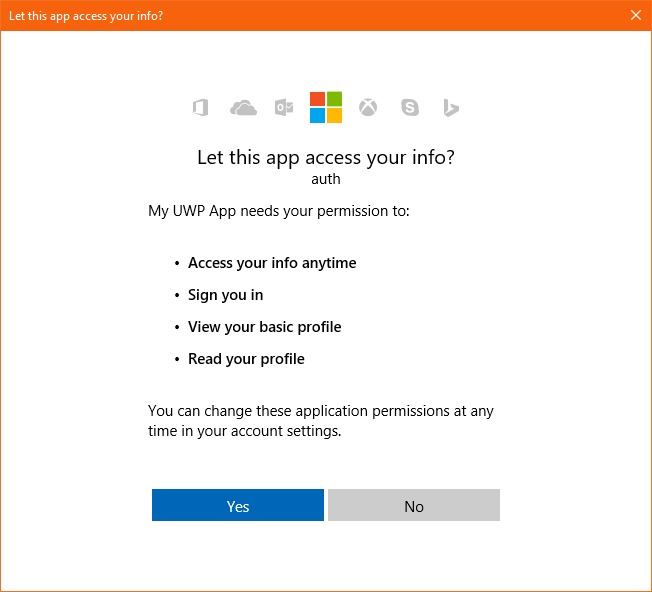 Let this app access your info?
Let this app access your info?
auth
My UWP App needs your permission to:
• Access your info anytime
• Sign you in
• View your basic profile
• Read your profile
You can change these application permissions at any
time in your account settings.
Yes
No